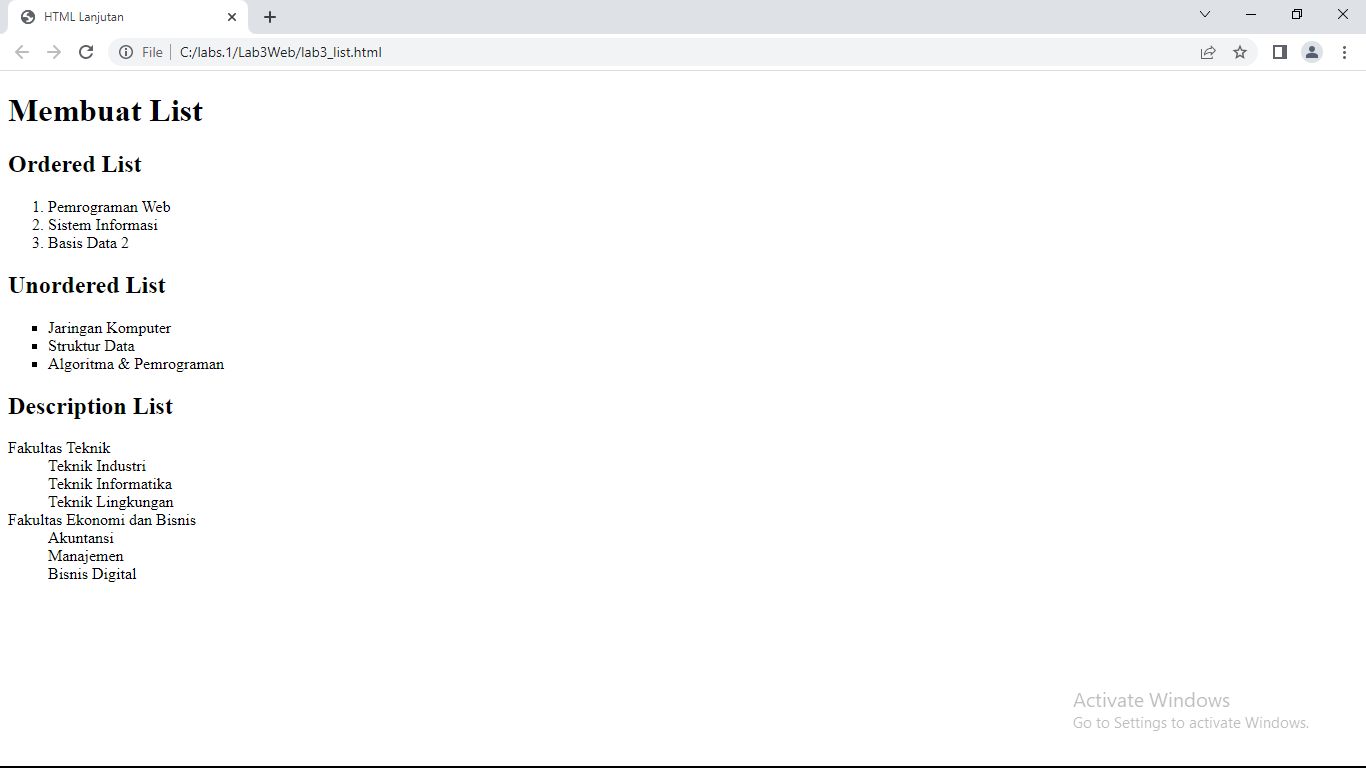 HTML Lanjutan
File C:/labs.1/Lab3Web/lab3_list.html
Membuat List
Ordered List
1. Pemrograman Web
2. Sistem Informasi
3. Basis Data 2
Unordered List
▪ Jaringan Komputer
▪ Struktur Data
▪ Algoritma & Pemrograman
Description List
Fakultas Teknik
Teknik Industri
Teknik Informatika
Teknik Lingkungan
Fakultas Ekonomi dan Bisnis
Akuntansi
Manajemen
Bisnis Digital
Activate Windows
Go to Settings to activate Windows.